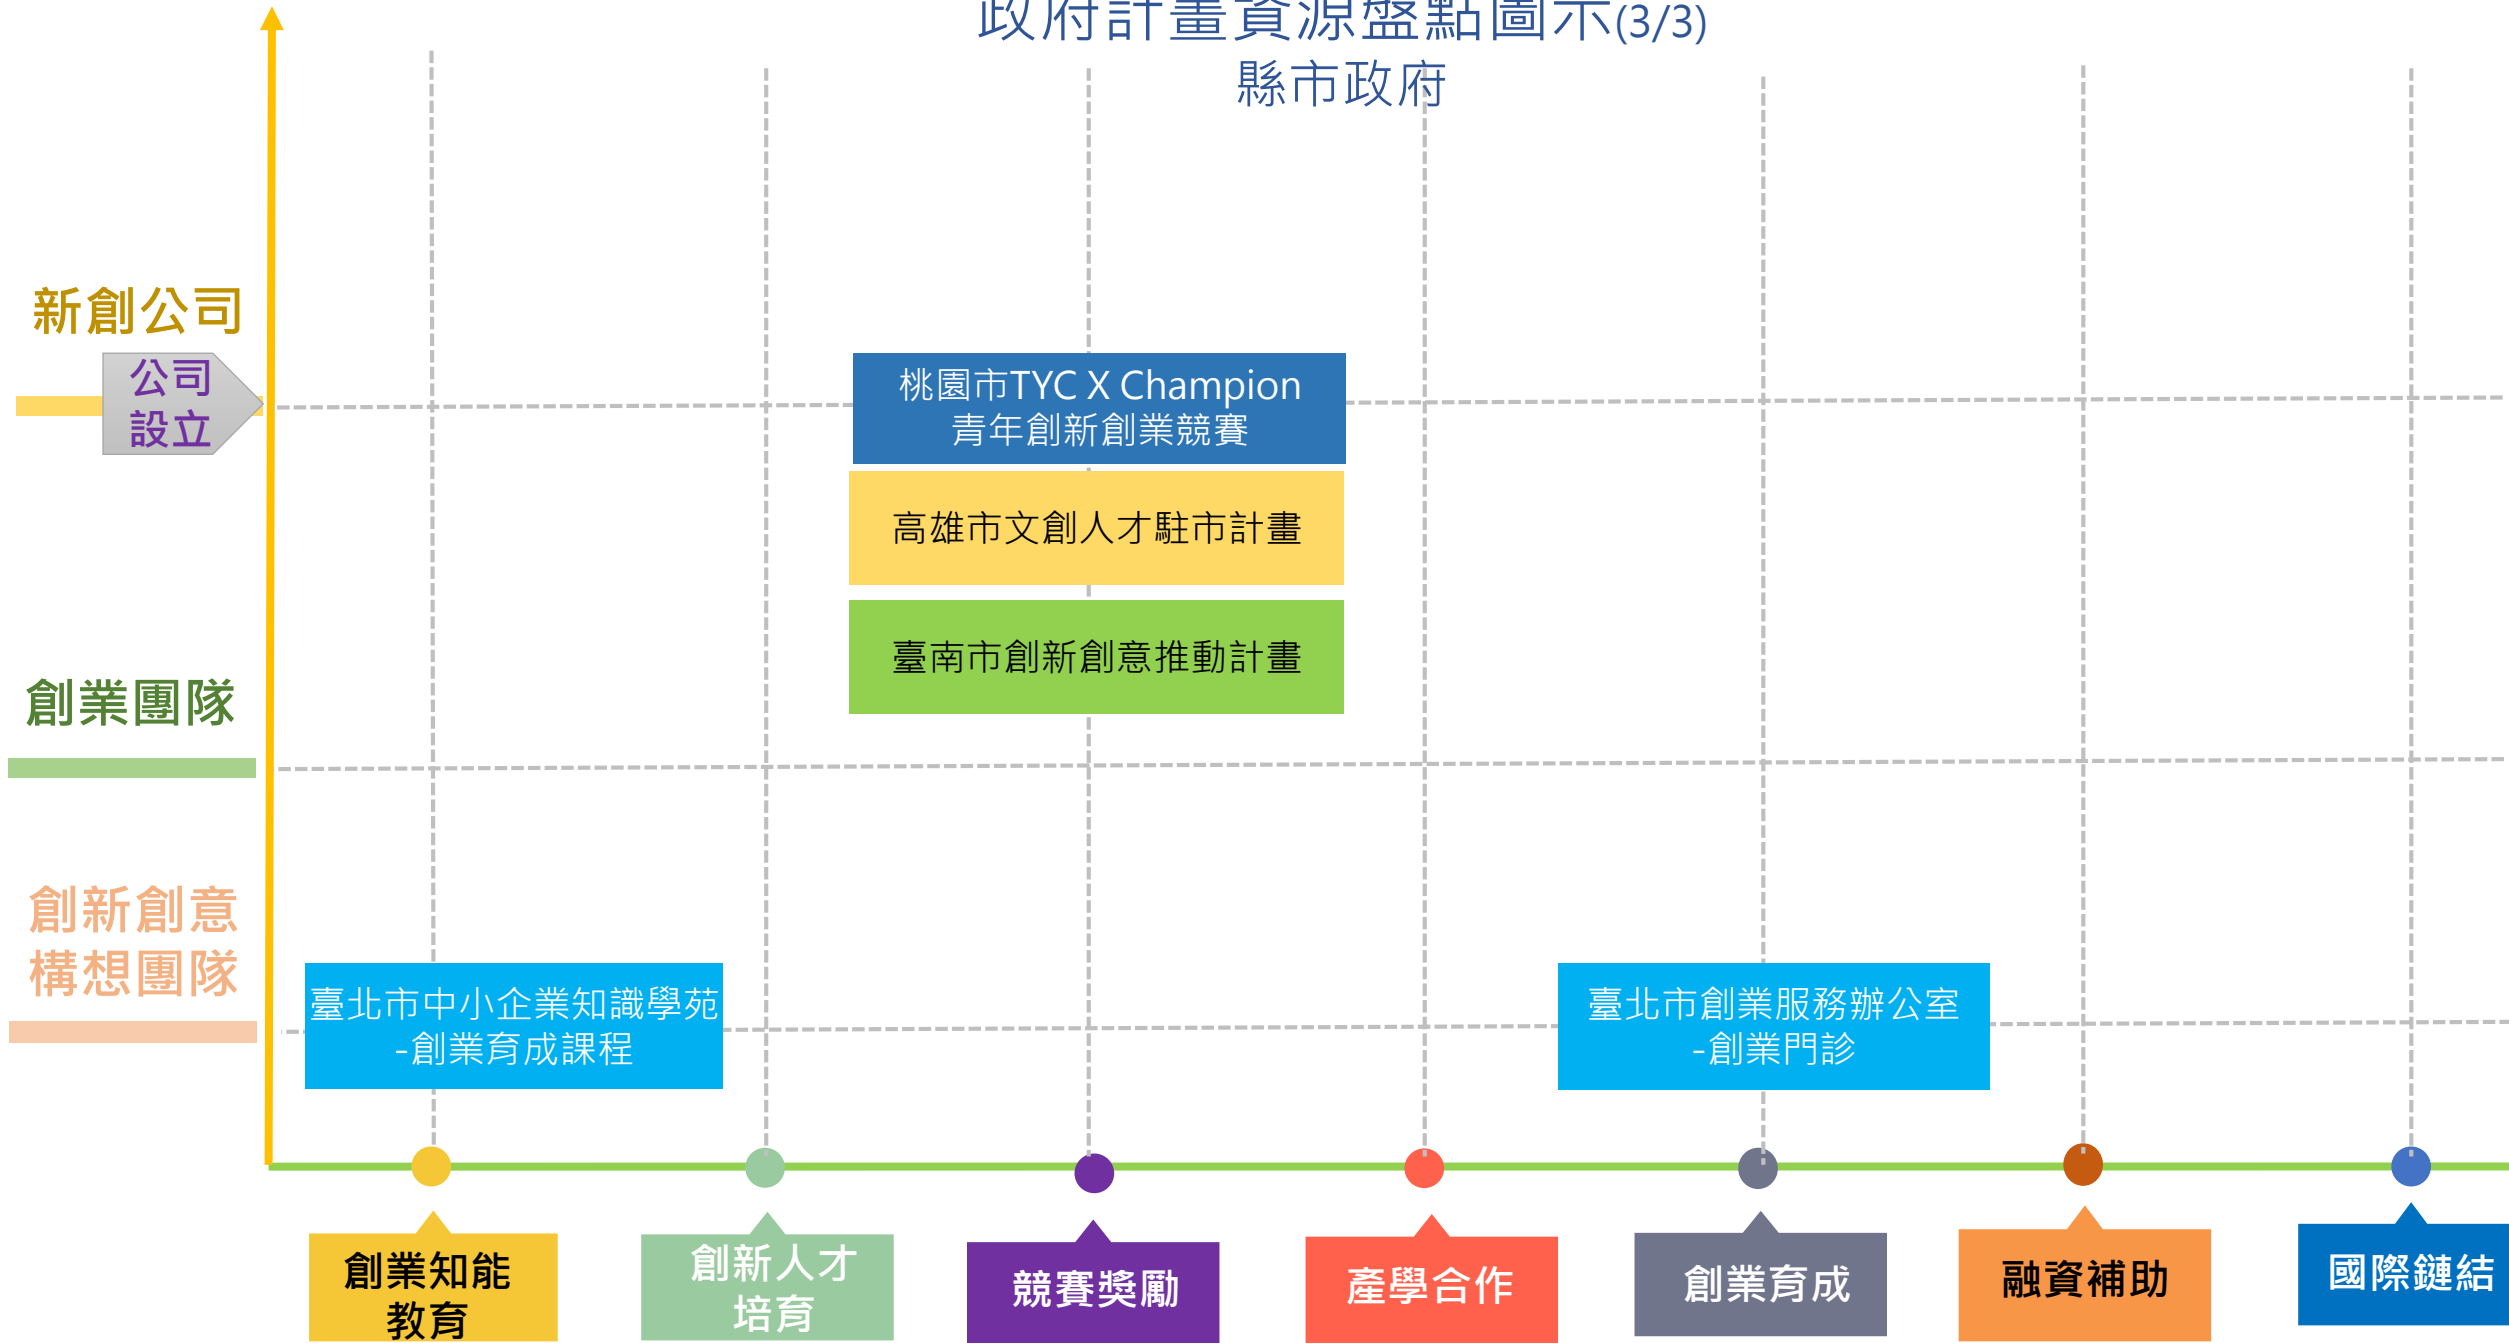 政府計畫資源盤點圖示(3/3)
縣市政府
新創公司
公司
設立
桃園市TYC X Champion
青年創新創業競賽
高雄市文創人才駐市計畫
臺南市創新創意推動計畫
創業團隊
創新創意
構想團隊
臺北市中小企業知識學苑
-創業育成課程
臺北市創業服務辦公室
-創業門診
創業知能
教育
創新人才
培育
競賽獎勵
產學合作
創業育成
融資補助
國際鏈結